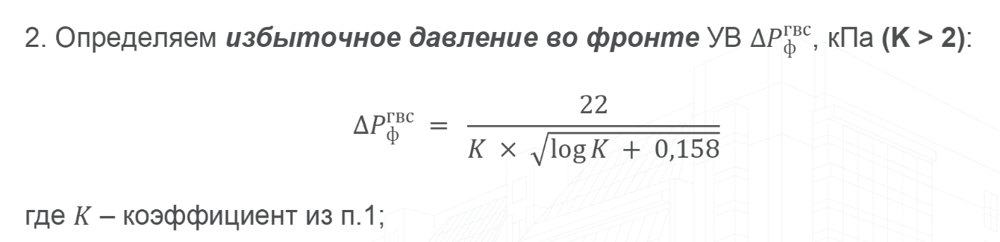 2. Определяем избыточное давление во фронте УВ ΔP_ф^гвс, кПа (K > 2):
ΔP_ф^гвс = 22 / (K × √(log K + 0,158))
где K – коэффициент из п.1;